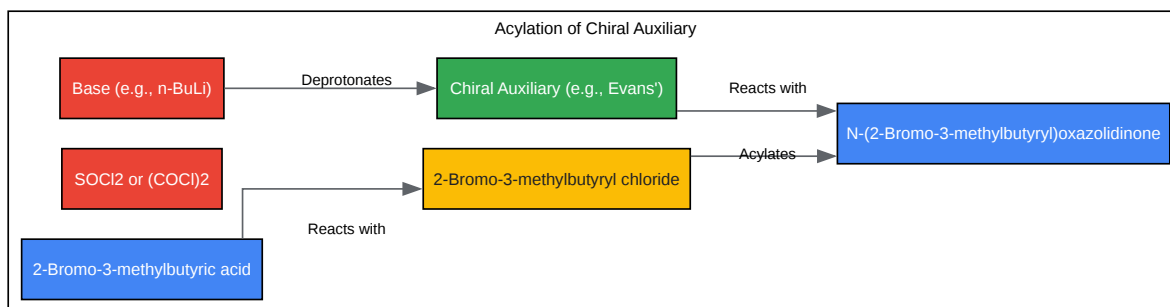 Acylation of Chiral Auxiliary
Base (e.g., n-BuLi)
Deprotonates
Chiral Auxiliary (e.g., Evans')
Reacts with
N-(2-Bromo-3-methylbutyryl)oxazolidinone
SOCl2 or (COCl)2
2-Bromo-3-methylbutyryl chloride
Acylates
Reacts with
2-Bromo-3-methylbutyric acid